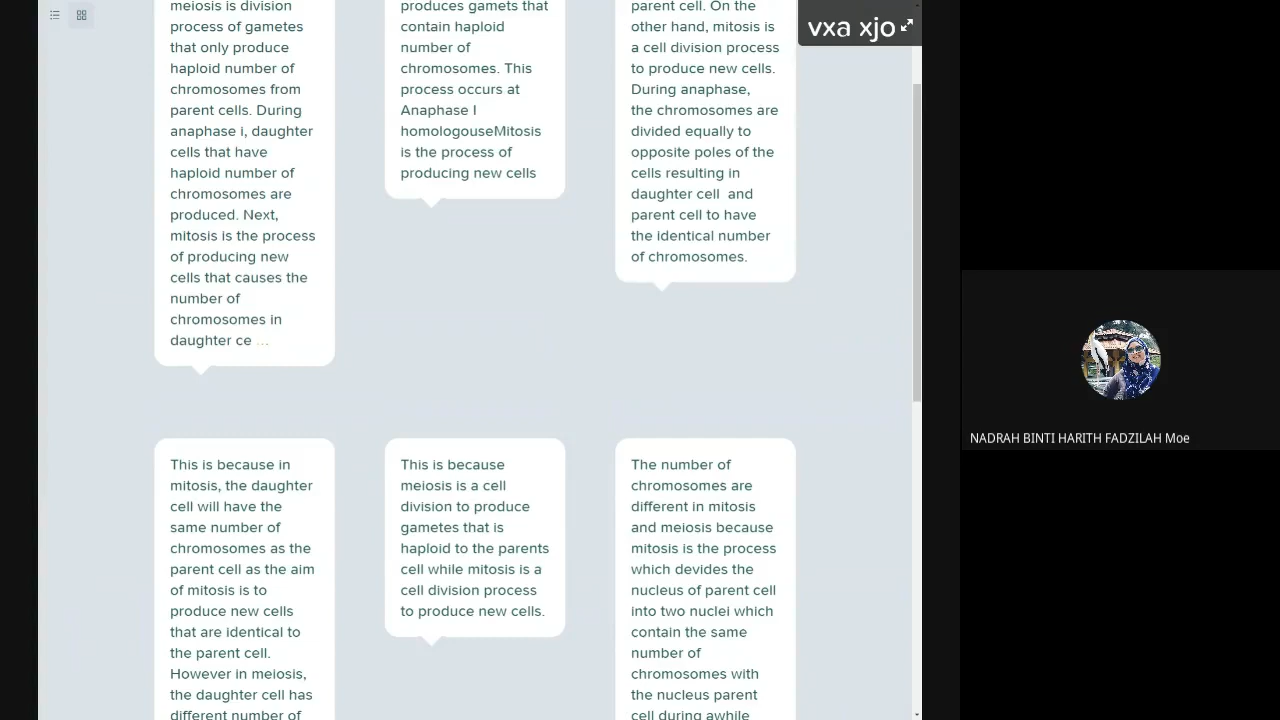 meiosis is division
process of gametes
that only produce
haploid number of
chromosomes from
parent cells. During
anaphase i, daughter
cells that have
haploid number of
chromosomes are
produced. Next,
mitosis is the process
of producing new
cells that causes the
number of
chromosomes in
daughter ce ...
produces gamets that
contain haploid
number of
chromosomes. This
process occurs at
Anaphase I
homologouseMitosis
is the process of
producing new cells
parent cell. On the
other hand, mitosis is
a cell division process
to produce new cells.
During anaphase,
the chromosomes are
divided equally to
opposite poles of the
cells resulting in
daughter cell  and
parent cell to have
the identical number
of chromosomes.
vxa xjo
This is because in
mitosis, the daughter
cell will have the
same number of
chromosomes as the
parent cell as the aim
of mitosis is to
produce new cells
that are identical to
the parent cell.
However in meiosis,
the daughter cell has
different number of
This is because
meiosis is a cell
division to produce
gametes that is
haploid to the parents
cell while mitosis is a
cell division process
to produce new cells.
The number of
chromosomes are
different in mitosis
and meiosis because
mitosis is the process
which devides the
nucleus of parent cell
into two nuclei which
contain the same
number of
chromosomes with
the nucleus parent
cell during awhile
NADRAH BINTI HARITH FADZILAH Moe